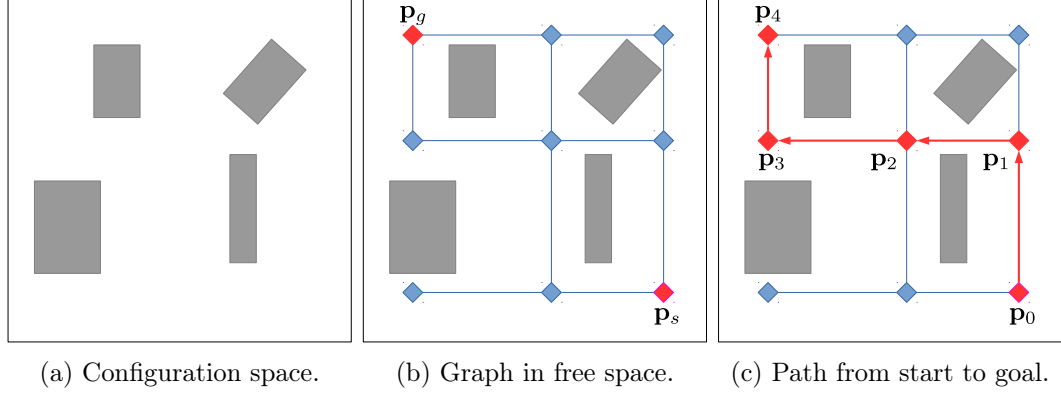 p_g
p_s
p_4
p_3
p_2
p_1
p_0
(a) Configuration space.
(b) Graph in free space.
(c) Path from start to goal.